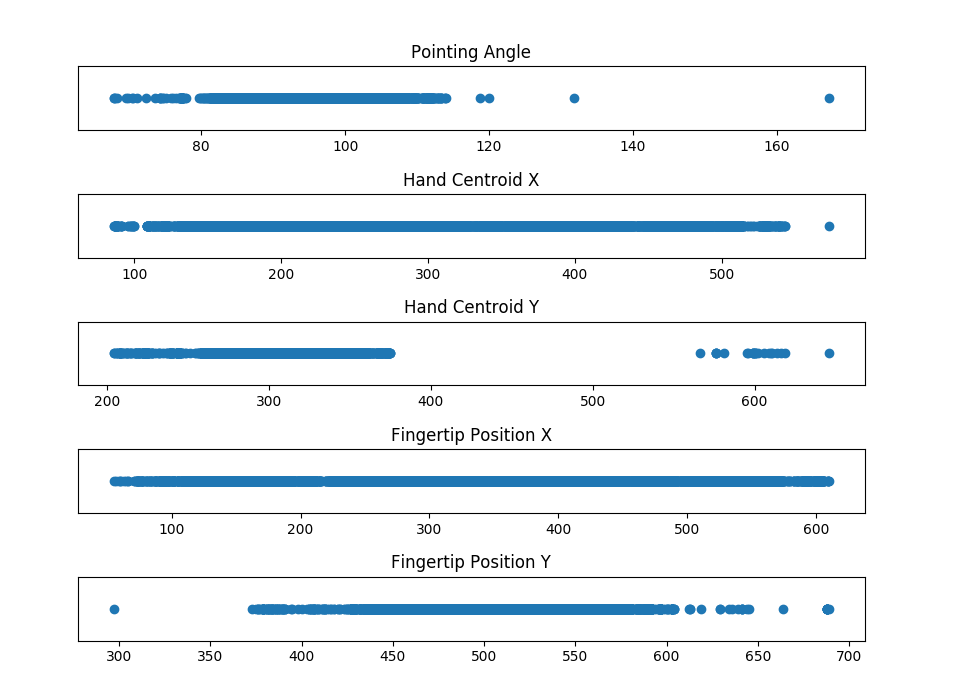 Pointing Angle
80 100 120 140 160
Hand Centroid X
100 200 300 400 500
Hand Centroid Y
200 300 400 500 600
Fingertip Position X
100 200 300 400 500 600
Fingertip Position Y
300 350 400 450 500 550 600 650 700